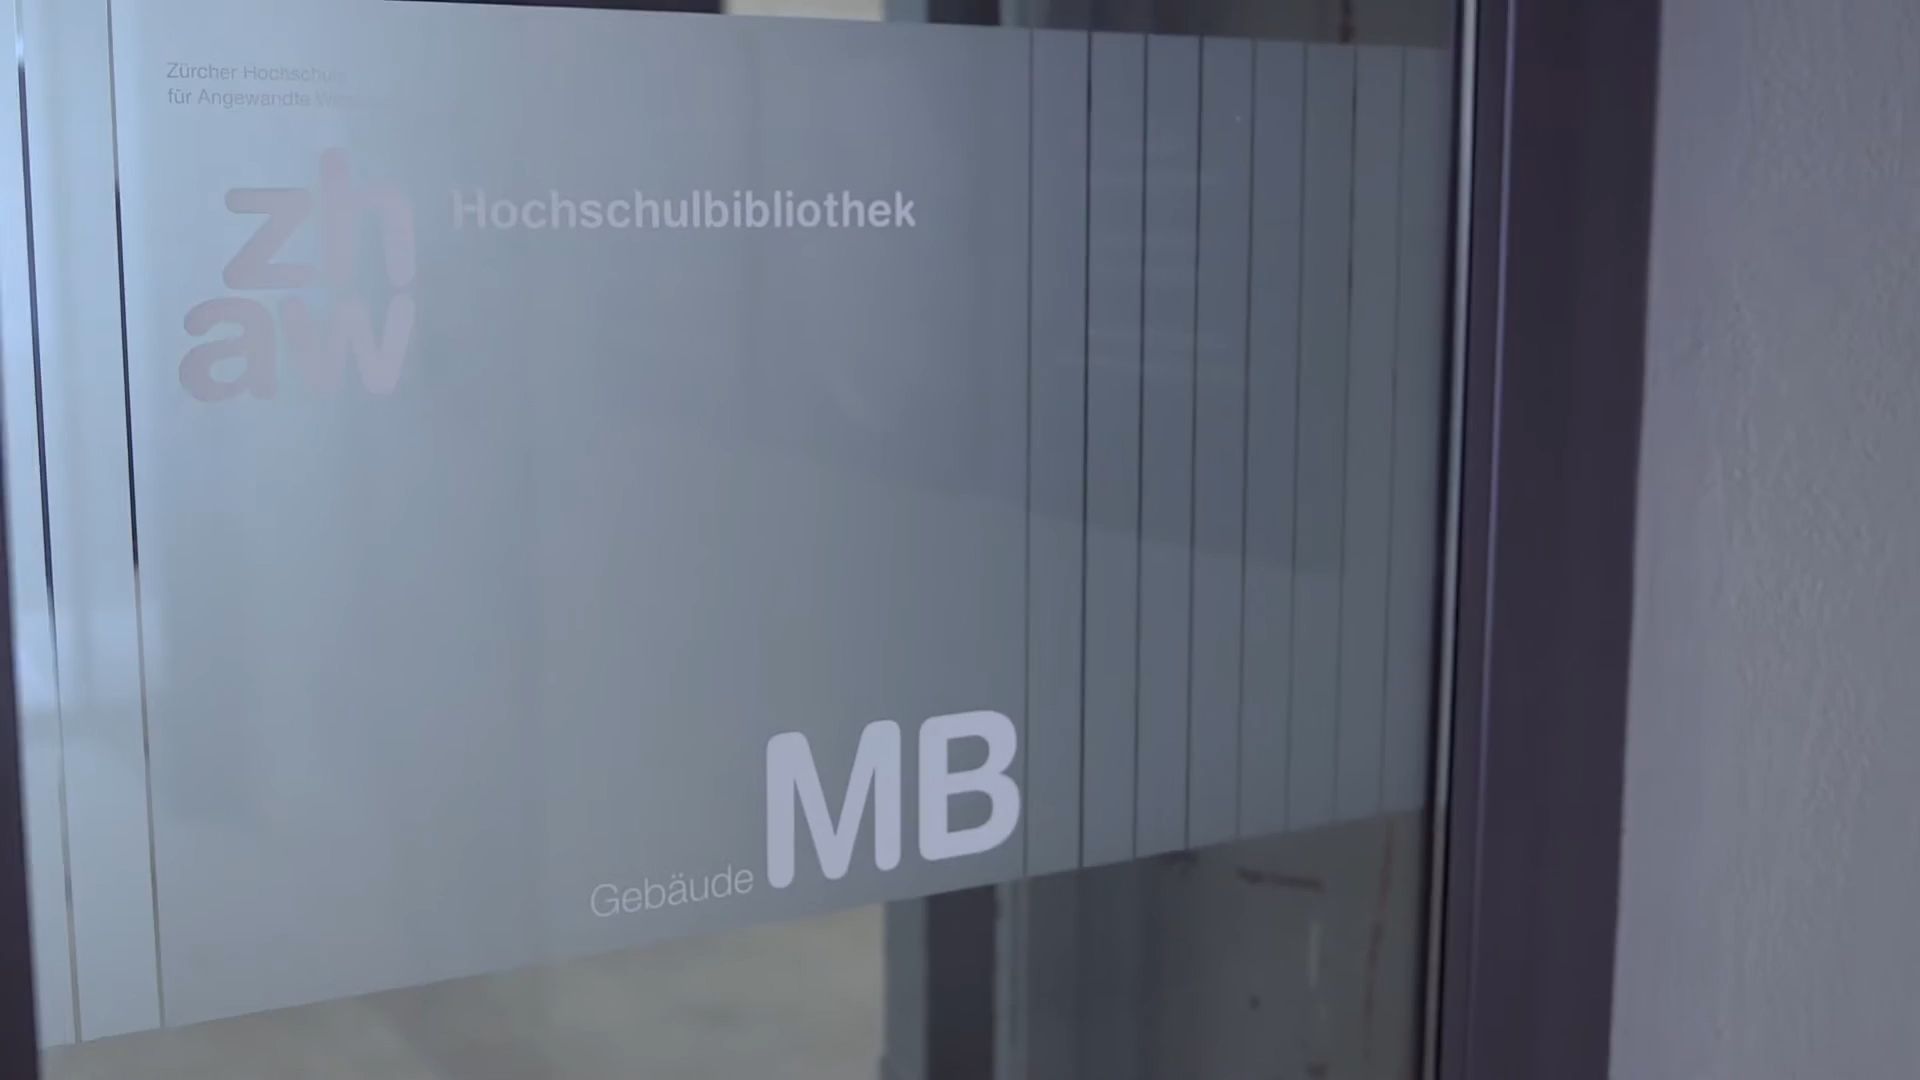 Zürcher Hochschule
für Angewandte
zh
aw
Hochschulbibliothek
Gebäude MB